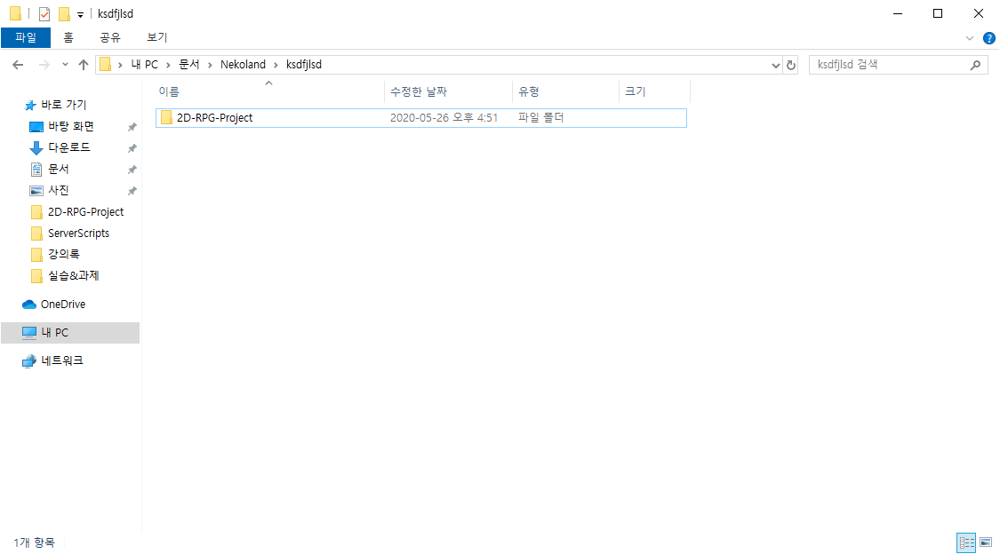 ksdfjlsd
파일 홈 공유 보기
내 PC 문서 Nekoland ksdfjlsd ksdfjlsd 검색
이름 수정한 날짜 유형 크기
2D-RPG-Project 2020-05-26 오후 4:51 파일 폴더
바로 가기
바탕 화면
다운로드
문서
사진
2D-RPG-Project
ServerScripts
강의록
실습&과제
OneDrive
내 PC
네트워크
1개 항목